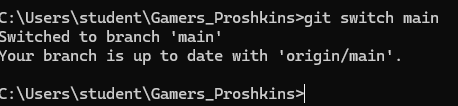 C:\Users\student\Gamers_Proshkins>git switch main
Switched to branch 'main'
Your branch is up to date with 'origin/main'.
C:\Users\student\Gamers_Proshkins>